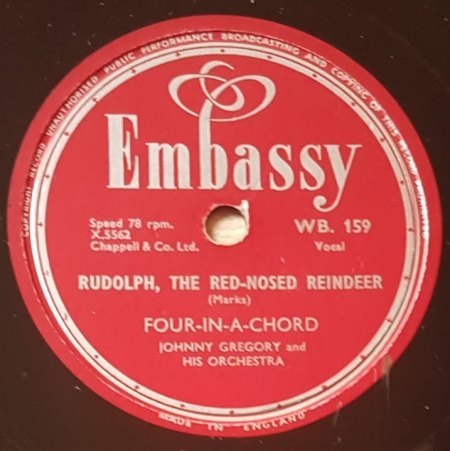 COPYRIGHT RECORD UNAUTHORISED PUBLIC PERFORMANCE BROADCASTING AND COPYING OF THIS RECORD PROHIBITED
Embassy
Speed 78 rpm.
X.5562
Chappell & Co. Ltd.
WB. 159
Vocal
RUDOLPH, THE RED-NOSED REINDEER
(Marks)
FOUR-IN-A-CHORD
JOHNNY GREGORY and
HIS ORCHESTRA
MADE IN ENGLAND